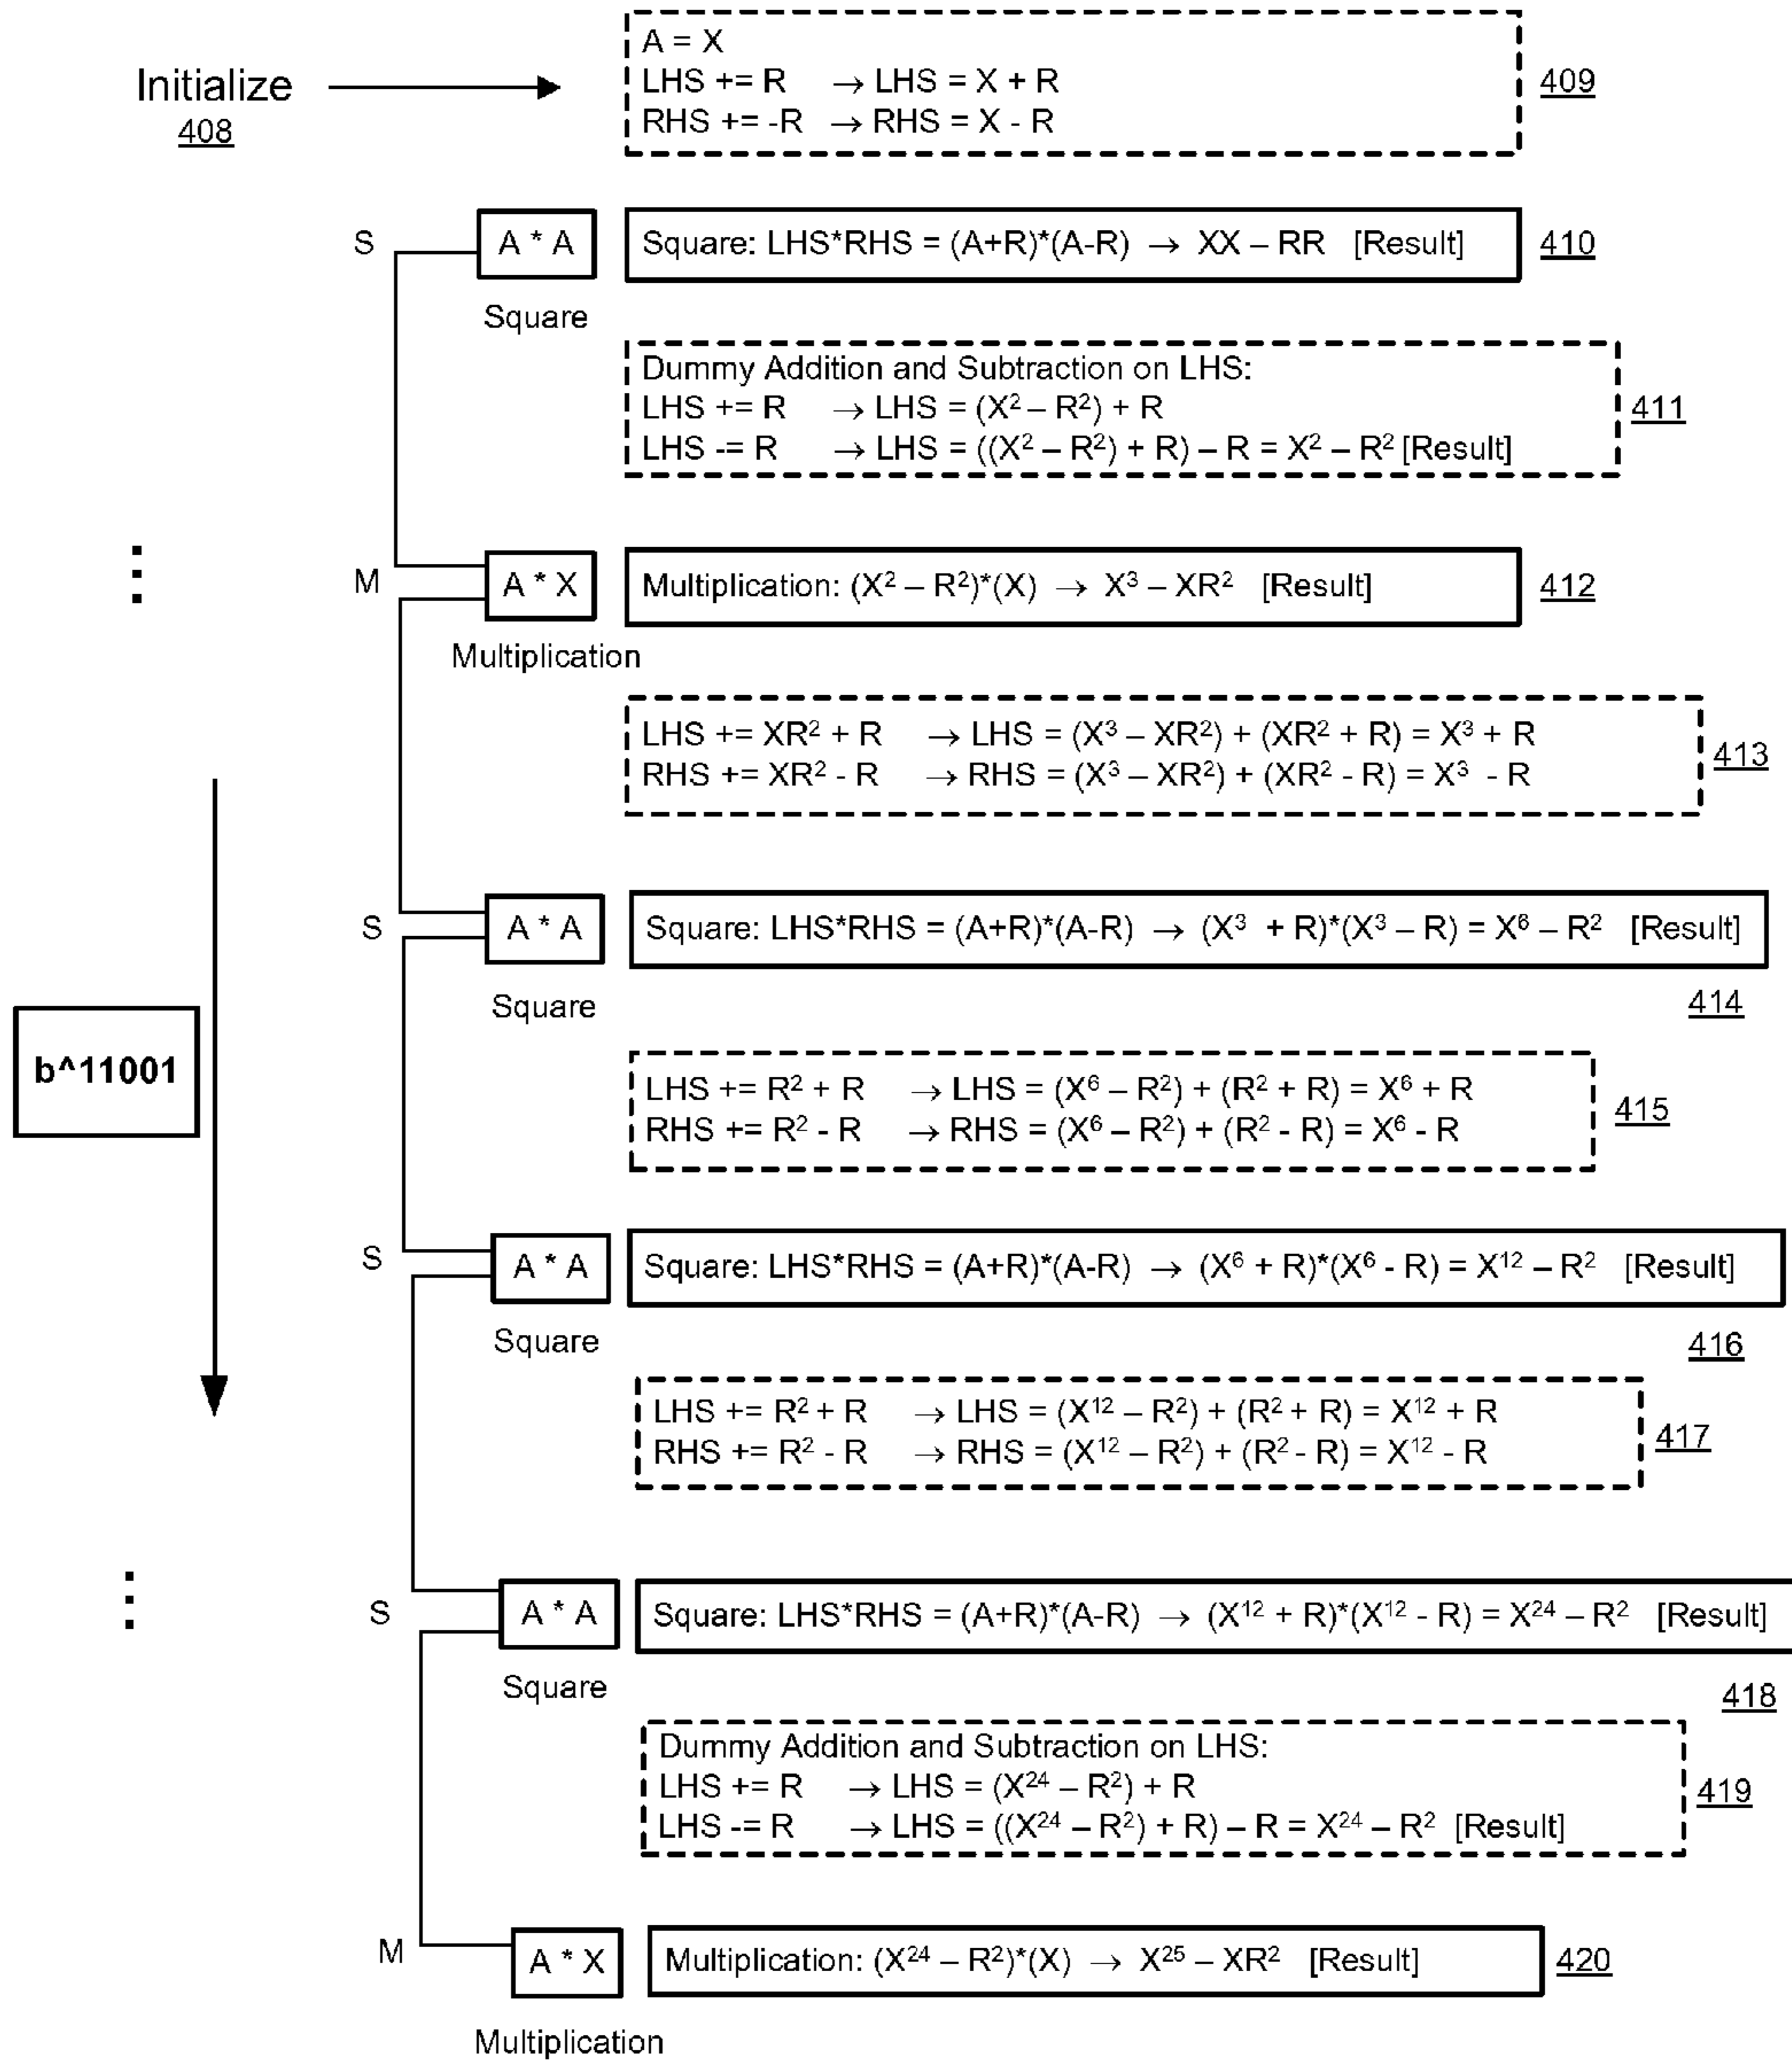 A = X
LHS += R → LHS = X + R
RHS += -R → RHS = X - R
Initialize
408
409
S
A * A
Square: LHS*RHS = (A+R)*(A-R) → XX – RR [Result]
410
Square
Dummy Addition and Subtraction on LHS:
LHS += R → LHS = (X² – R²) + R
LHS -= R → LHS = ((X² – R²) + R) – R = X² – R² [Result]
411
M
A * X
Multiplication: (X² – R²)*(X) → X³ – XR² [Result]
412
Multiplication
LHS += XR² + R → LHS = (X³ – XR²) + (XR² + R) = X³ + R
RHS += XR² - R → RHS = (X³ – XR²) + (XR² - R) = X³ - R
413
S
A * A
Square: LHS*RHS = (A+R)*(A-R) → (X³ + R)*(X³ – R) = X⁶ – R² [Result]
414
Square
b^11001
LHS += R² + R → LHS = (X⁶ – R²) + (R² + R) = X⁶ + R
RHS += R² - R → RHS = (X⁶ – R²) + (R² - R) = X⁶ - R
415
S
A * A
Square: LHS*RHS = (A+R)*(A-R) → (X⁶ + R)*(X⁶ - R) = X¹² – R² [Result]
416
Square
LHS += R² + R → LHS = (X¹² – R²) + (R² + R) = X¹² + R
RHS += R² - R → RHS = (X¹² – R²) + (R² - R) = X¹² - R
417
S
A * A
Square: LHS*RHS = (A+R)*(A-R) → (X¹² + R)*(X¹² - R) = X²⁴ – R² [Result]
418
Square
Dummy Addition and Subtraction on LHS:
LHS += R → LHS = (X²⁴ – R²) + R
LHS -= R → LHS = ((X²⁴ – R²) + R) – R = X²⁴ – R² [Result]
419
M
A * X
Multiplication: (X²⁴ – R²)*(X) → X²⁵ – XR² [Result]
420
Multiplication